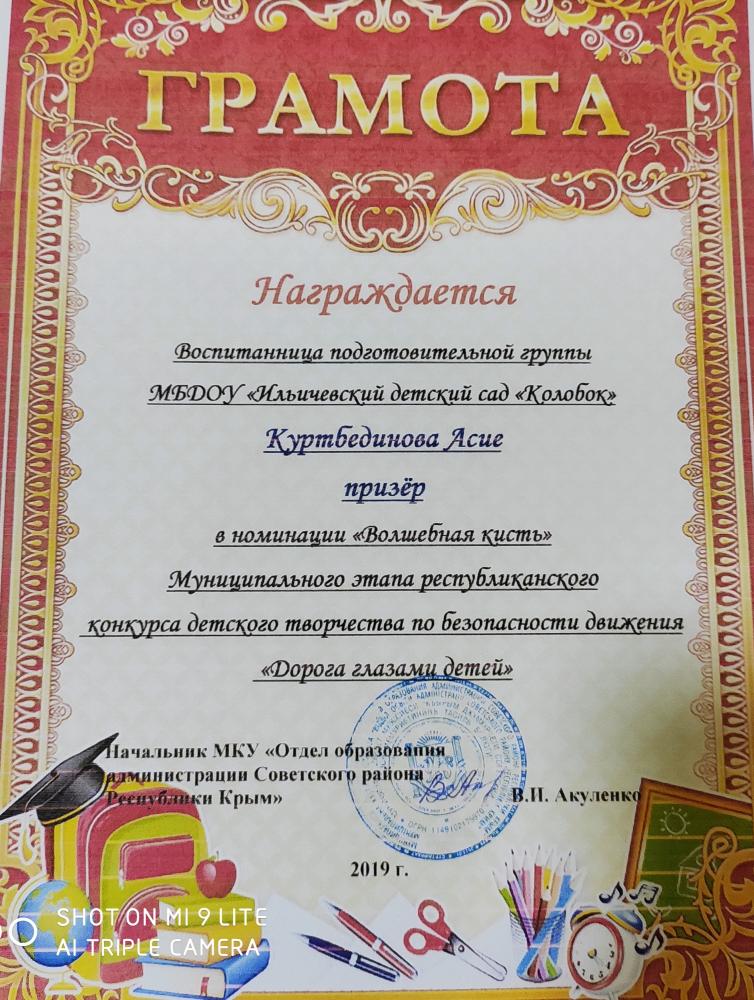 ГРАМОТА
Награждается
Воспитанница подготовительной группы
МБДОУ «Ильичевский детский сад «Колобок»
Куртбединова Асие
призёр
в номинации «Волшебная кисть»
Муниципального этапа республиканского
конкурса детского творчества по безопасности движения
«Дорога глазами детей»
Начальник МКУ «Отдел образования
администрации Советского района
Республики Крым»
В.И. Акуленко
2019 г.
SHOT ON MI 9 LITE
AI TRIPLE CAMERA